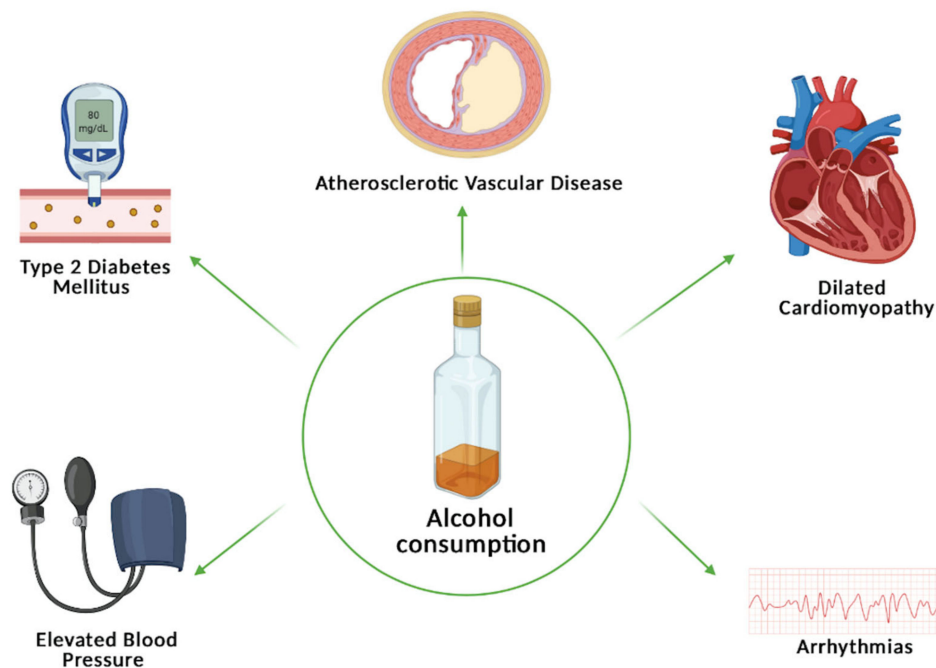 80
mg/dL
Atherosclerotic Vascular Disease
Type 2 Diabetes
Mellitus
Dilated
Cardiomyopathy
Alcohol
consumption
Elevated Blood
Pressure
Arrhythmias